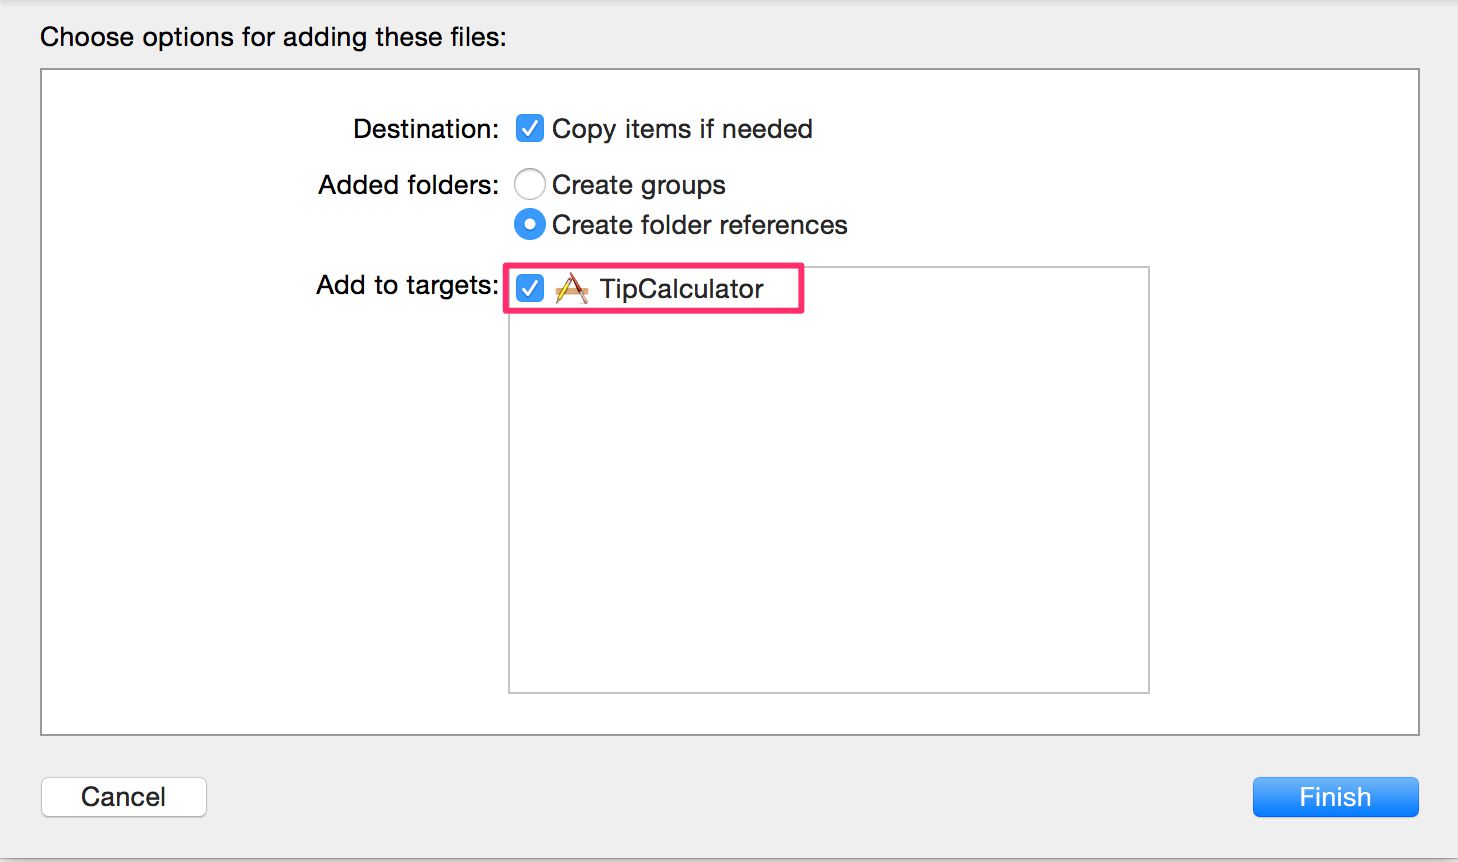 Choose options for adding these files:
Destination: Copy items if needed
Added folders: Create groups
Create folder references
Add to targets: TipCalculator
Cancel Finish